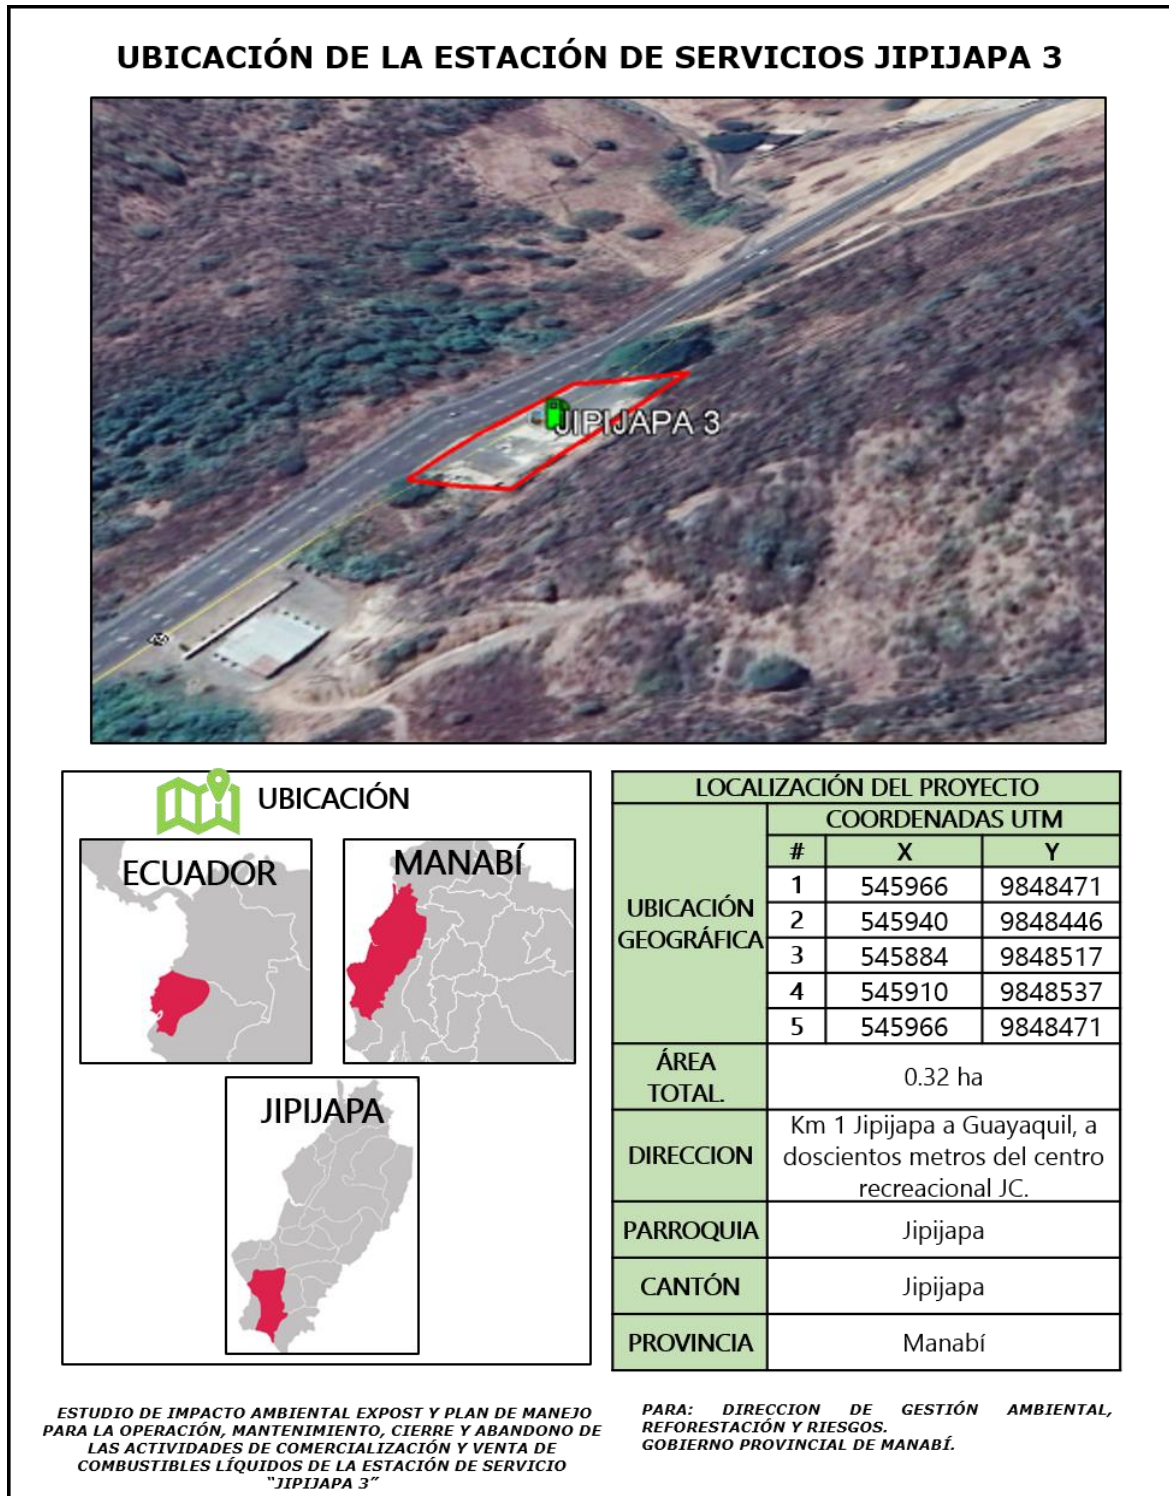 UBICACIÓN DE LA ESTACIÓN DE SERVICIOS JIPIJAPA 3
JIPIJAPA 3
UBICACIÓN
ECUADOR
MANABÍ
JIPIJAPA
LOCALIZACIÓN DEL PROYECTO
UBICACIÓN
GEOGRÁFICA
COORDENADAS UTM
# X Y
1 545966 9848471
2 545940 9848446
3 545884 9848517
4 545910 9848537
5 545966 9848471
ÁREA
TOTAL.
0.32 ha
DIRECCION
Km 1 Jipijapa a Guayaquil, a
doscientos metros del centro
recreacional JC.
PARROQUIA Jipijapa
CANTÓN Jipijapa
PROVINCIA Manabí
ESTUDIO DE IMPACTO AMBIENTAL EXPOST Y PLAN DE MANEJO
PARA LA OPERACIÓN, MANTENIMIENTO, CIERRE Y ABANDONO DE
LAS ACTIVIDADES DE COMERCIALIZACIÓN Y VENTA DE
COMBUSTIBLES LÍQUIDOS DE LA ESTACIÓN DE SERVICIO
"JIPIJAPA 3"
PARA: DIRECCION DE GESTIÓN AMBIENTAL,
REFORESTACIÓN Y RIESGOS.
GOBIERNO PROVINCIAL DE MANABÍ.